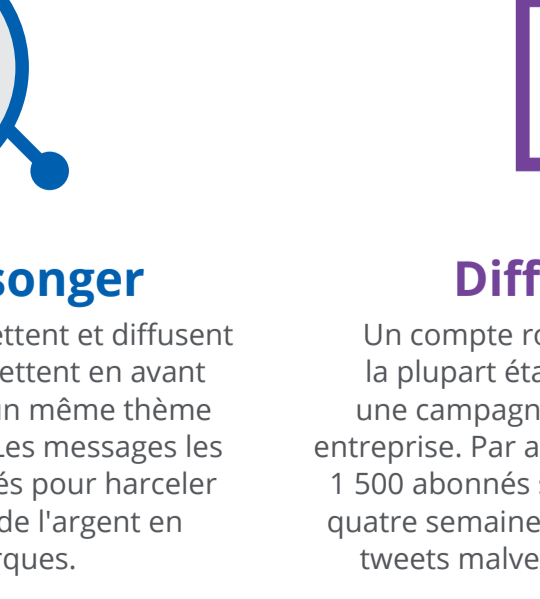 songer
ettent et diffusent
ettent en avant
un même thème
Les messages les
és pour harceler
de l'argent en
rques.
Diff
Un compte ro
la plupart éta
une campagn
entreprise. Par a
1 500 abonnés s
quatre semaine
tweets malve